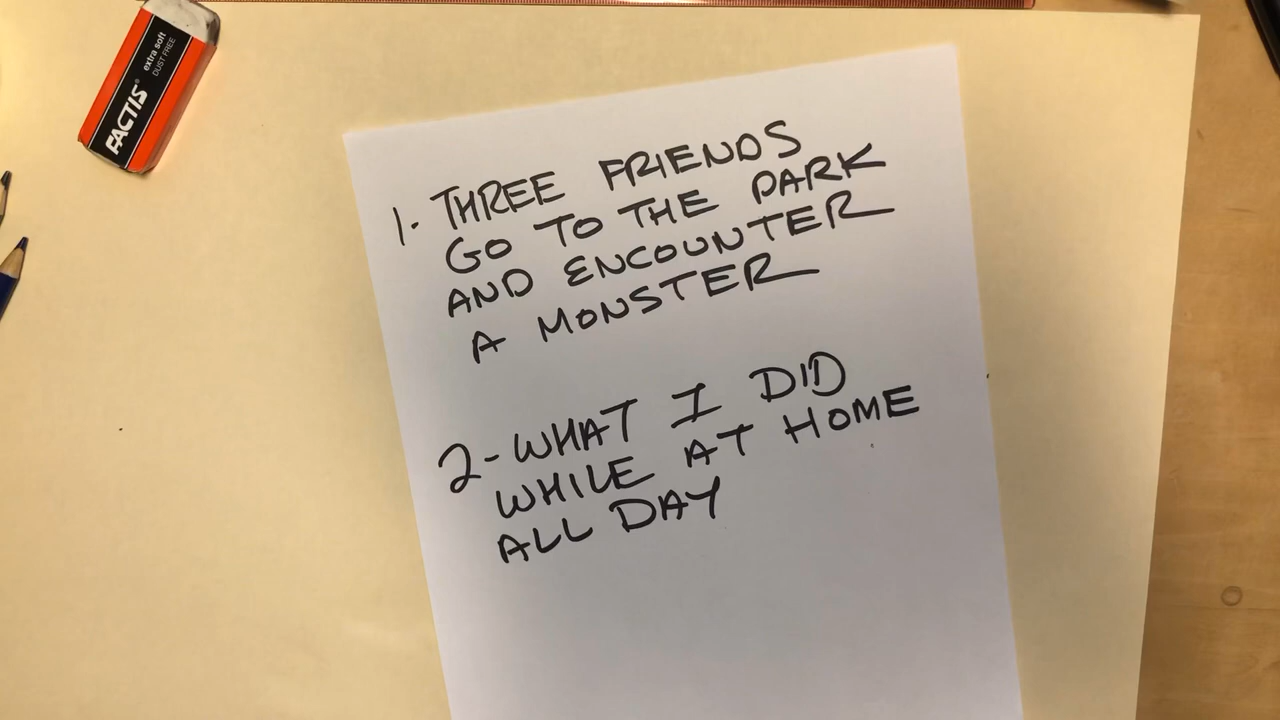 FACTIS®
extra soft
DUST FREE
1. THREE FRIENDS
GO TO THE PARK
AND ENCOUNTER
A MONSTER
2-WHAT I DID
WHILE AT HOME
ALL DAY